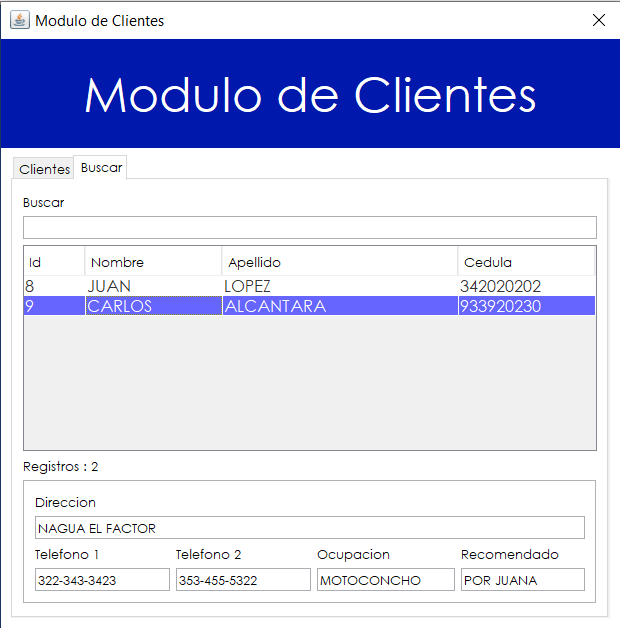 Modulo de Clientes
Modulo de Clientes
Clientes Buscar
Buscar
Id Nombre Apellido Cedula
8 JUAN LOPEZ 342020202
9 CARLOS ALCANTARA 933920230
Registros : 2
Direccion
NAGUA EL FACTOR
Telefono 1 Telefono 2 Ocupacion Recomendado
322-343-3423 353-455-5322 MOTOCONCHO POR JUANA